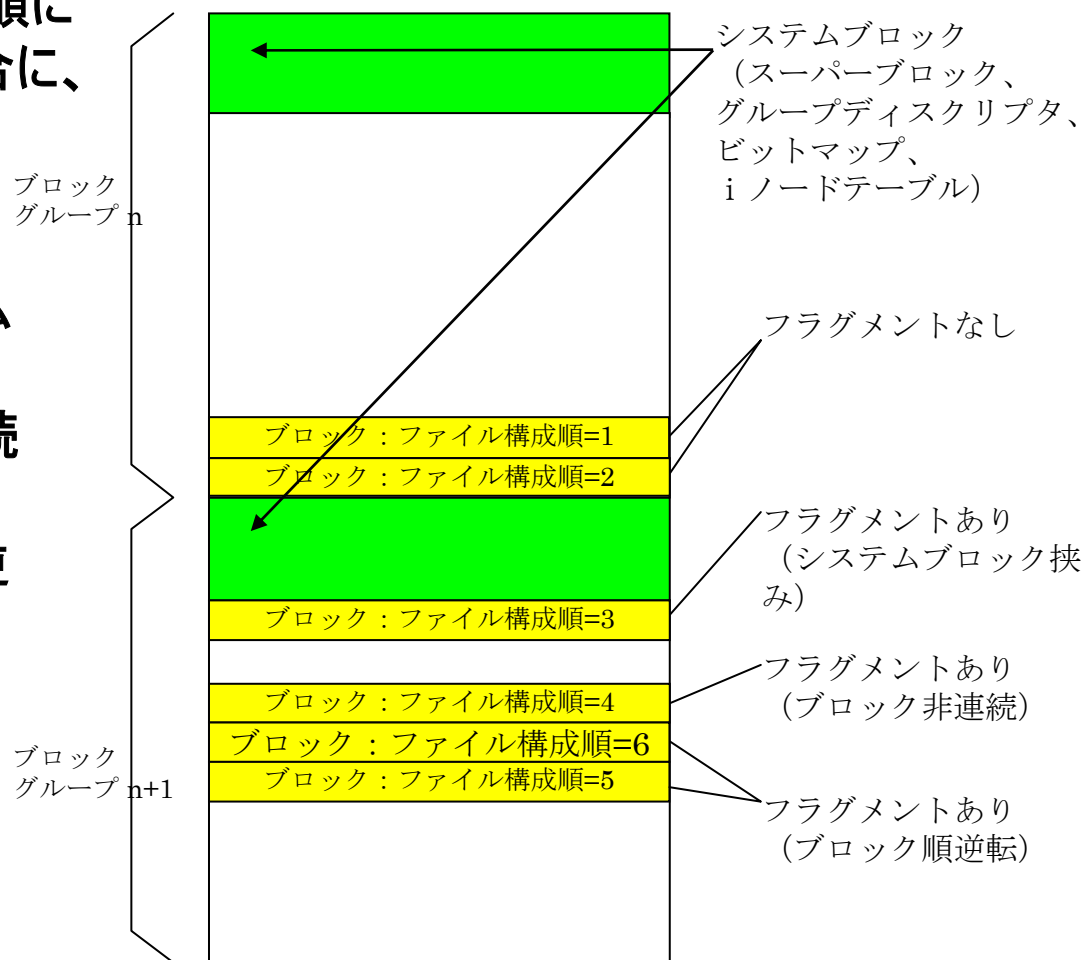 順に
合に、
ム
続
ブロック
グループ n
システムブロック
（スーパーブロック、
グループディスクリプタ、
ビットマップ、
ｉノードテーブル）
フラグメントなし
ブロック：ファイル構成順=1
ブロック：ファイル構成順=2
フラグメントあり
（システムブロック挟
み）
ブロック：ファイル構成順=3
フラグメントあり
（ブロック非連続）
ブロック：ファイル構成順=4
ブロック：ファイル構成順=6
ブロック：ファイル構成順=5
ブロック
グループ n+1
フラグメントあり
（ブロック順逆転）